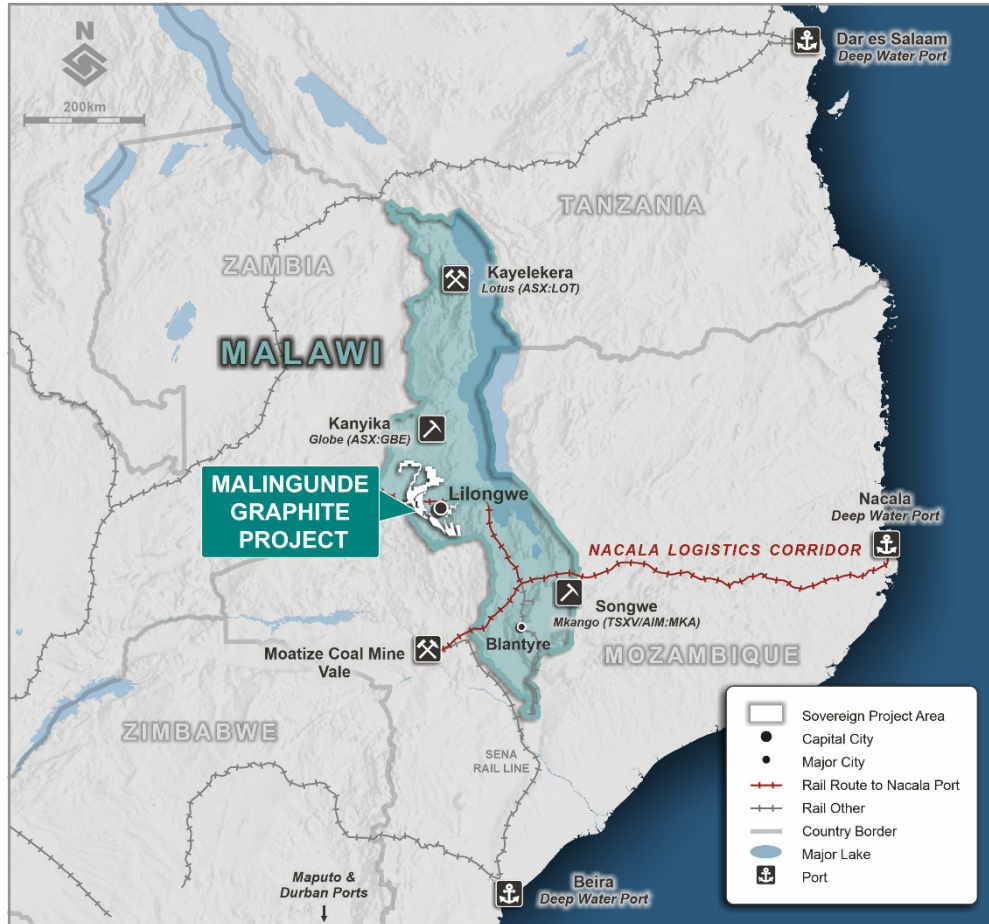 N
200km
Dar es Salaam
Deep Water Port
TANZANIA
ZAMBIA
Kayelekera
Lotus (ASX:LOT)
MALAWI
Kanyika
Globe (ASX:GBE)
MALINGUNDE
GRAPHITE
PROJECT
Lilongwe
Nacala
Deep Water Port
NACALA LOGISTICS CORRIDOR
Songwe
Mkango (TSXV/AIM:MKA)
Blantyre
Moatize Coal Mine
Vale
MOZAMBIQUE
ZIMBABWE
SENA
RAIL LINE
Maputo &
Durban Ports
Beira
Deep Water Port
Sovereign Project Area
Capital City
Major City
Rail Route to Nacala Port
Rail Other
Country Border
Major Lake
Port